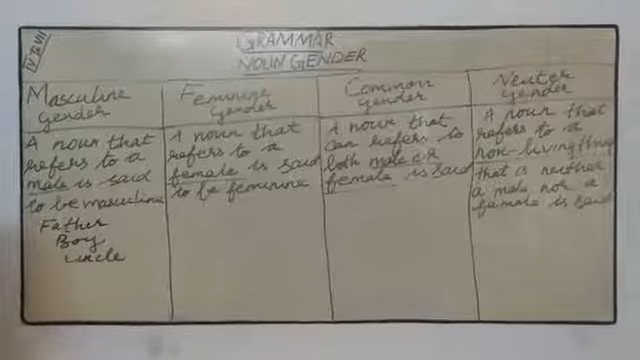 V to VII
GRAMMAR
NOUN GENDER
Masculine
gender
A noun that
refers to a
male is said
to be masculine
Father
Boy
uncle
Feminine
gender
A noun that
refers to a
female is said
to be feminine
Common
gender
A noun that
can refers to
both male or
female is said
Neuter
gender
A noun that
refers to a
non-living thing
that is neither
a male nor a
female is said